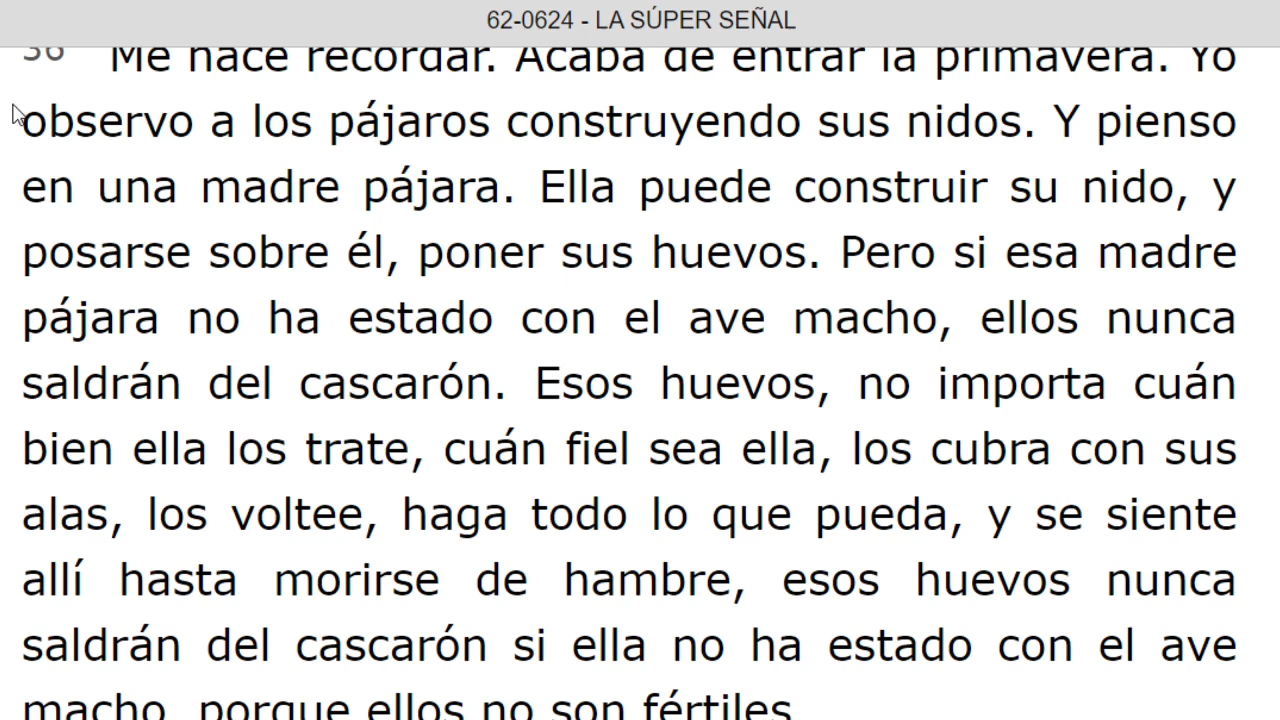 62-0624 - LA SÚPER SEÑAL
36 Me hace recordar. Acaba de entrar la primavera. Yo
observo a los pájaros construyendo sus nidos. Y pienso
en una madre pájara. Ella puede construir su nido, y
posarse sobre él, poner sus huevos. Pero si esa madre
pájara no ha estado con el ave macho, ellos nunca
saldrán del cascarón. Esos huevos, no importa cuán
bien ella los trate, cuán fiel sea ella, los cubra con sus
alas, los voltee, haga todo lo que pueda, y se siente
allí hasta morirse de hambre, esos huevos nunca
saldrán del cascarón si ella no ha estado con el ave
macho, porque ellos no son fértiles